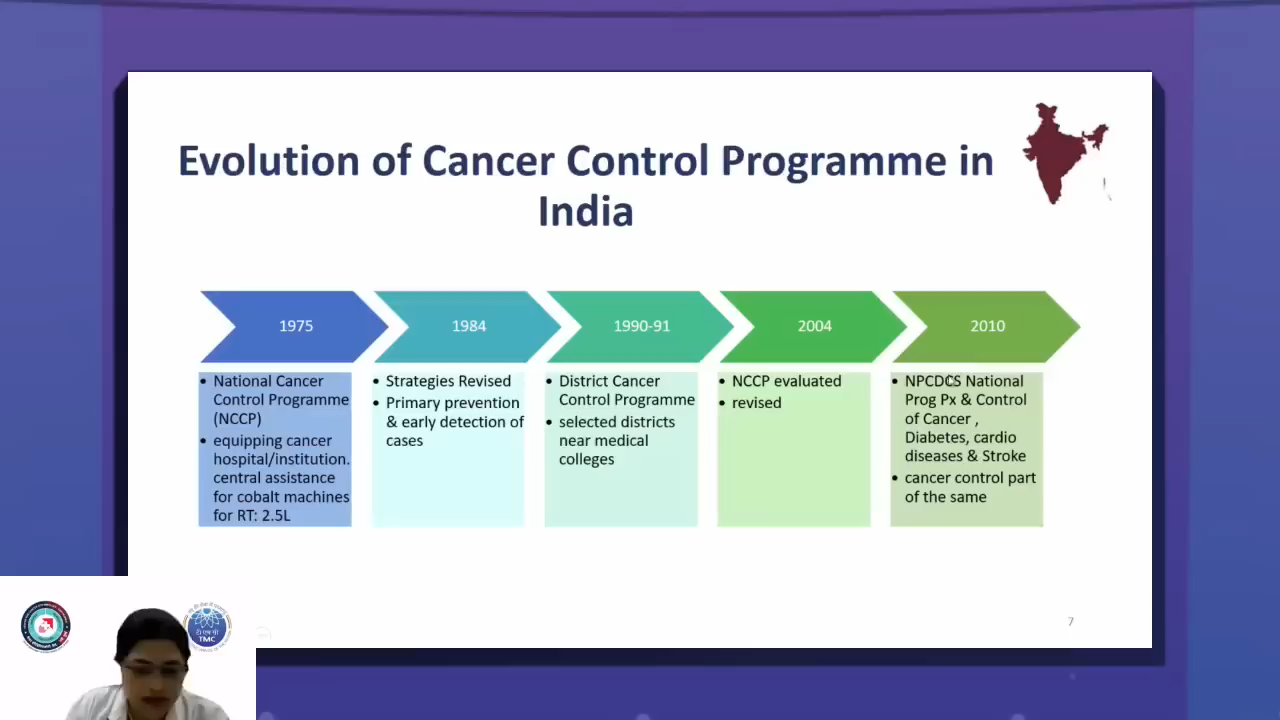 Evolution of Cancer Control Programme in
India
1975
• National Cancer
Control Programme
(NCCP)
• equipping cancer
hospital/institution.
central assistance
for cobalt machines
for RT: 2.5L
1984
• Strategies Revised
• Primary prevention
& early detection of
cases
1990-91
• District Cancer
Control Programme
• selected districts
near medical
colleges
2004
• NCCP evaluated
• revised
2010
• NPCDCS National
Prog Px & Control
of Cancer ,
Diabetes, cardio
diseases & Stroke
• cancer control part
of the same
7
TMC